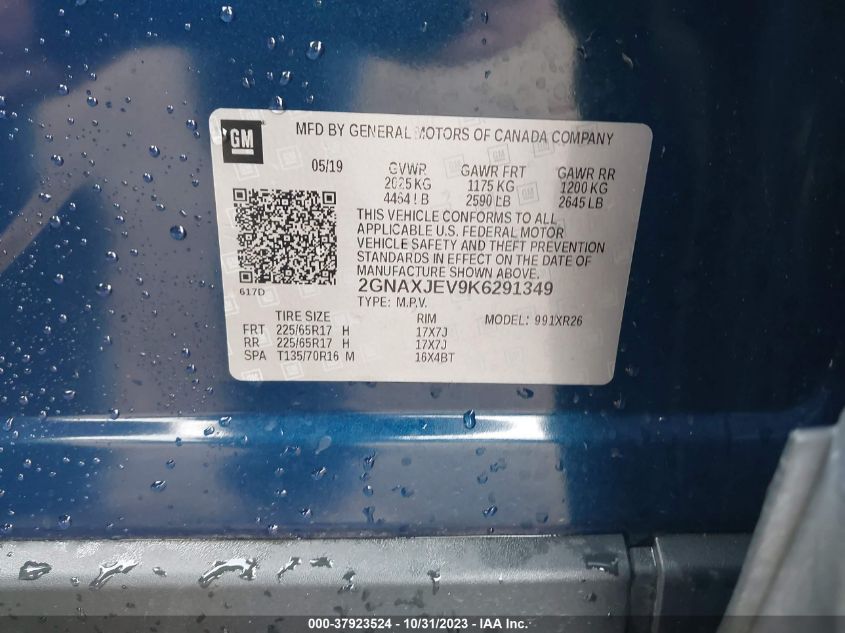 GM
MFD BY GENERAL MOTORS OF CANADA COMPANY
05/19 GVWR GAWR FRT GAWR RR
2025 KG 1175 KG 1200 KG
4464 LB 2590 LB 2645 LB
THIS VEHICLE CONFORMS TO ALL
APPLICABLE U.S. FEDERAL MOTOR
VEHICLE SAFETY AND THEFT PREVENTION
STANDARDS IN EFFECT ON THE DATE OF
MANUFACTURE SHOWN ABOVE.
617D 2GNAXJEV9K6291349
TYPE: M.P.V.
TIRE SIZE RIM MODEL: 991XR26
FRT 225/65R17 H 17X7J
RR 225/65R17 H 17X7J
SPA T135/70R16 M 16X4BT
000-37923524 - 10/31/2023 - IAA Inc.